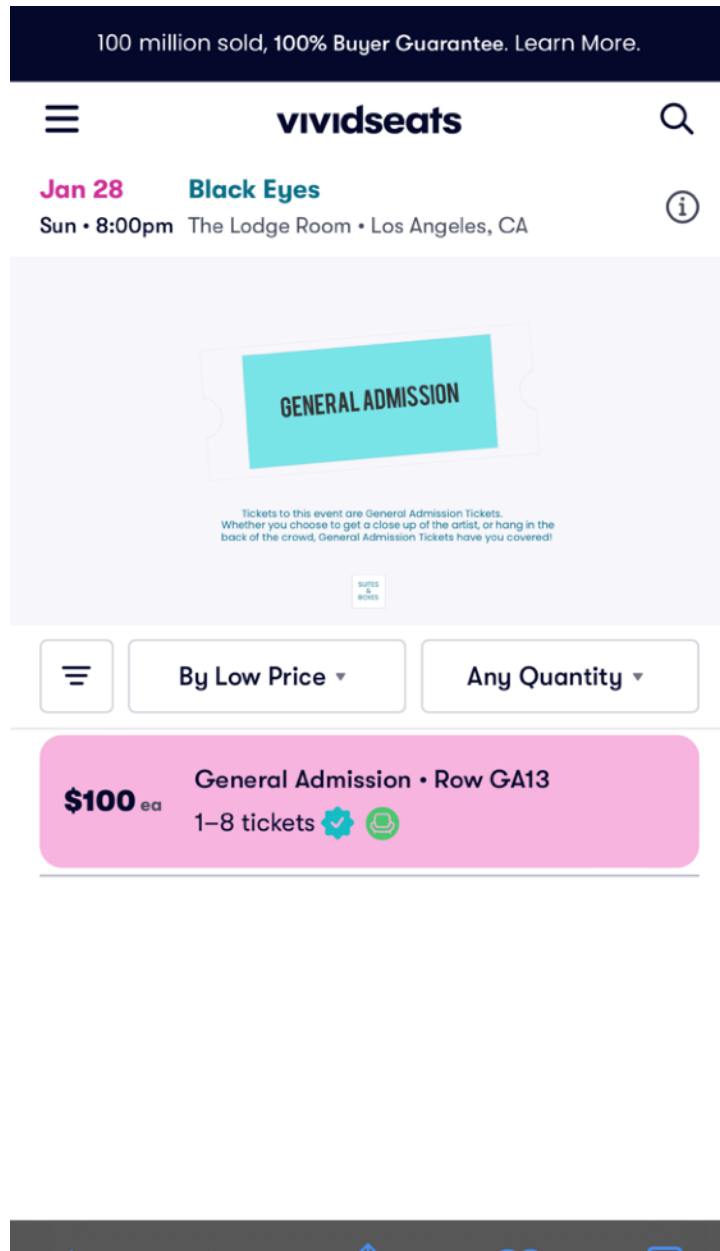 100 million sold, 100% Buyer Guarantee. Learn More.
vividseats
Jan 28 Black Eyes
Sun • 8:00pm The Lodge Room • Los Angeles, CA
GENERAL ADMISSION
Tickets to this event are General Admission Tickets.
Whether you choose to get a close up of the artist, or hang in the
back of the crowd, General Admission Tickets have you covered!
SUITES
&
BOXES
By Low Price
Any Quantity
$100 ea
General Admission • Row GA13
1–8 tickets